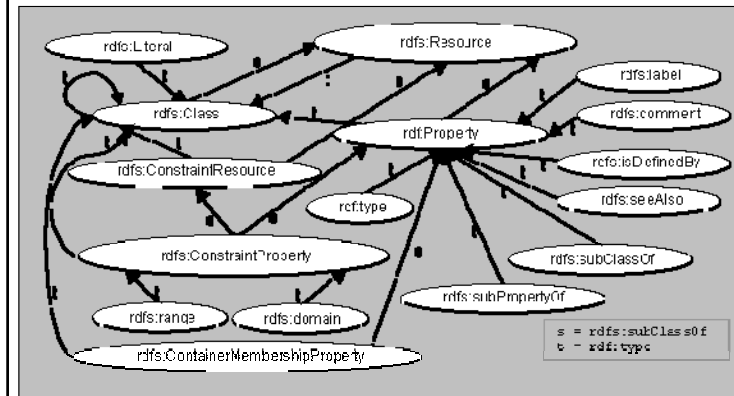 rdfs:Literal
rdfs:Resource
rdfs:label
rdfs:Class
rdfs:comment
rdf:Property
rdfs:isDefinedBy
rdfs:ConstraintResource
rdfs:seeAlso
rdf:type
rdfs:ConstraintProperty
rdfs:subClassOf
rdfs:subPropertyOf
rdfs:range
rdfs:domain
rdfs:ContainerMembershipProperty
s = rdfs:subClassOf
t = rdf:type